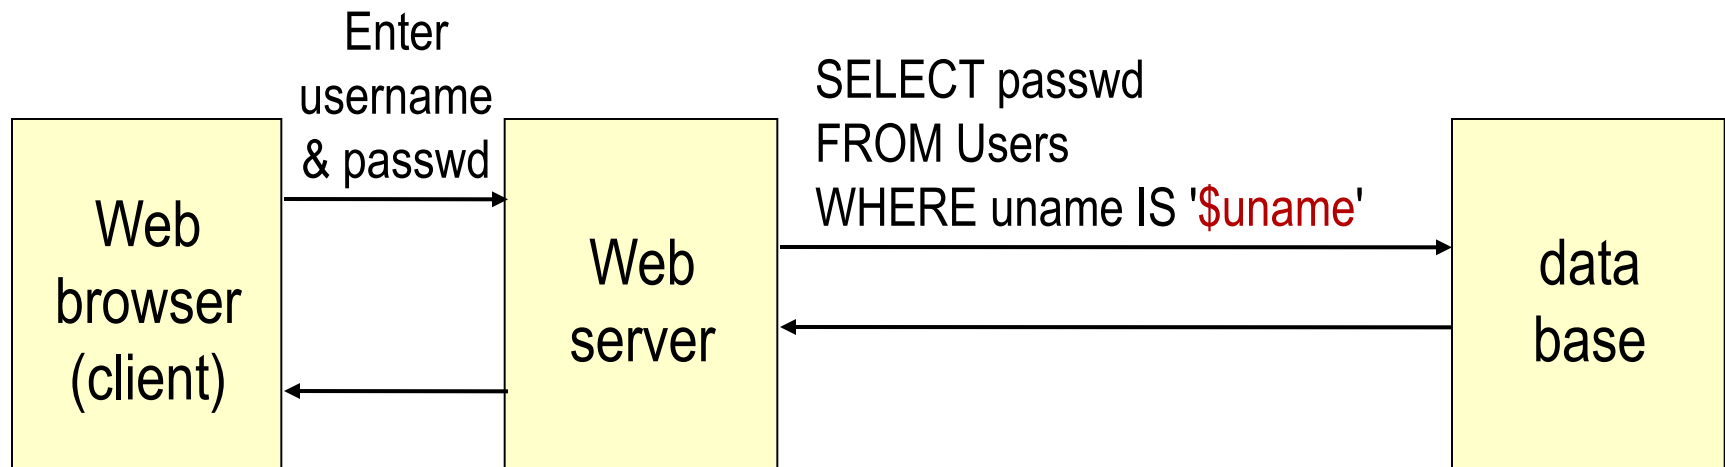 Enter
username
& passwd
SELECT passwd
FROM Users
WHERE uname IS '$uname'
Web
browser
(client)
Web
server
data
base